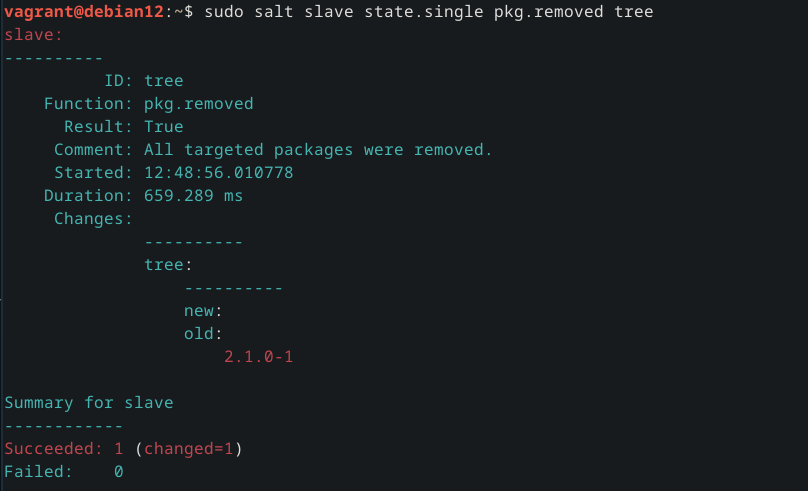 vagrant@debian12:~$ sudo salt slave state.single pkg.removed tree
slave:
----------
          ID: tree
    Function: pkg.removed
      Result: True
     Comment: All targeted packages were removed.
     Started: 12:48:56.010778
    Duration: 659.289 ms
     Changes:
              ----------
              tree:
                  ----------
                  new:
                  old:
                      2.1.0-1

Summary for slave
------------
Succeeded: 1 (changed=1)
Failed:    0